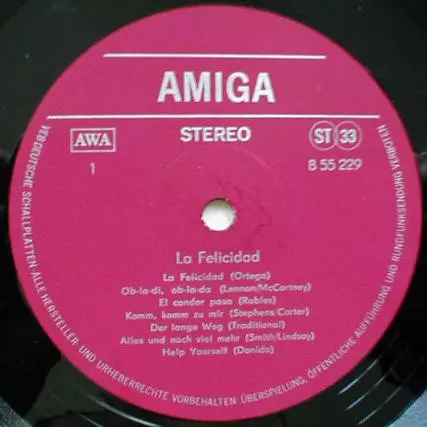 AMIGA
AWA
STEREO
ST 33
1
8 55 229
La Felicidad
La Felicidad (Ortega)
Ob-la-di, ob-la-da (Lennon/McCartney)
El condor pasa (Robles)
Komm, komm zu mir (Stephens/Carter)
Der lange Weg (Traditional)
Alles und noch viel mehr (Smith/Lindsay)
Help Yourself (Donida)
VEB DEUTSCHE SCHALLPLATTEN · ALLE HERSTELLER- UND URHEBERRECHTE VORBEHALTEN · ÜBERSPIELUNG, ÖFFENTLICHE AUFFÜHRUNG UND RUNDFUNKSENDUNG VERBOTEN